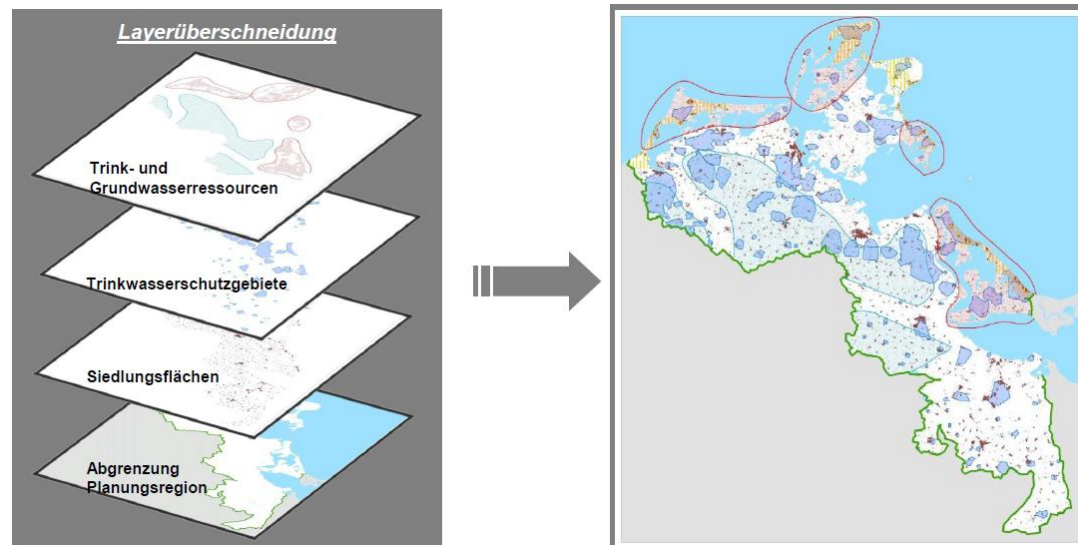 Layerüberschneidung
Trink- und
Grundwasserressourcen
Trinkwasserschutzgebiete
Siedlungsflächen
Abgrenzung
Planungsregion